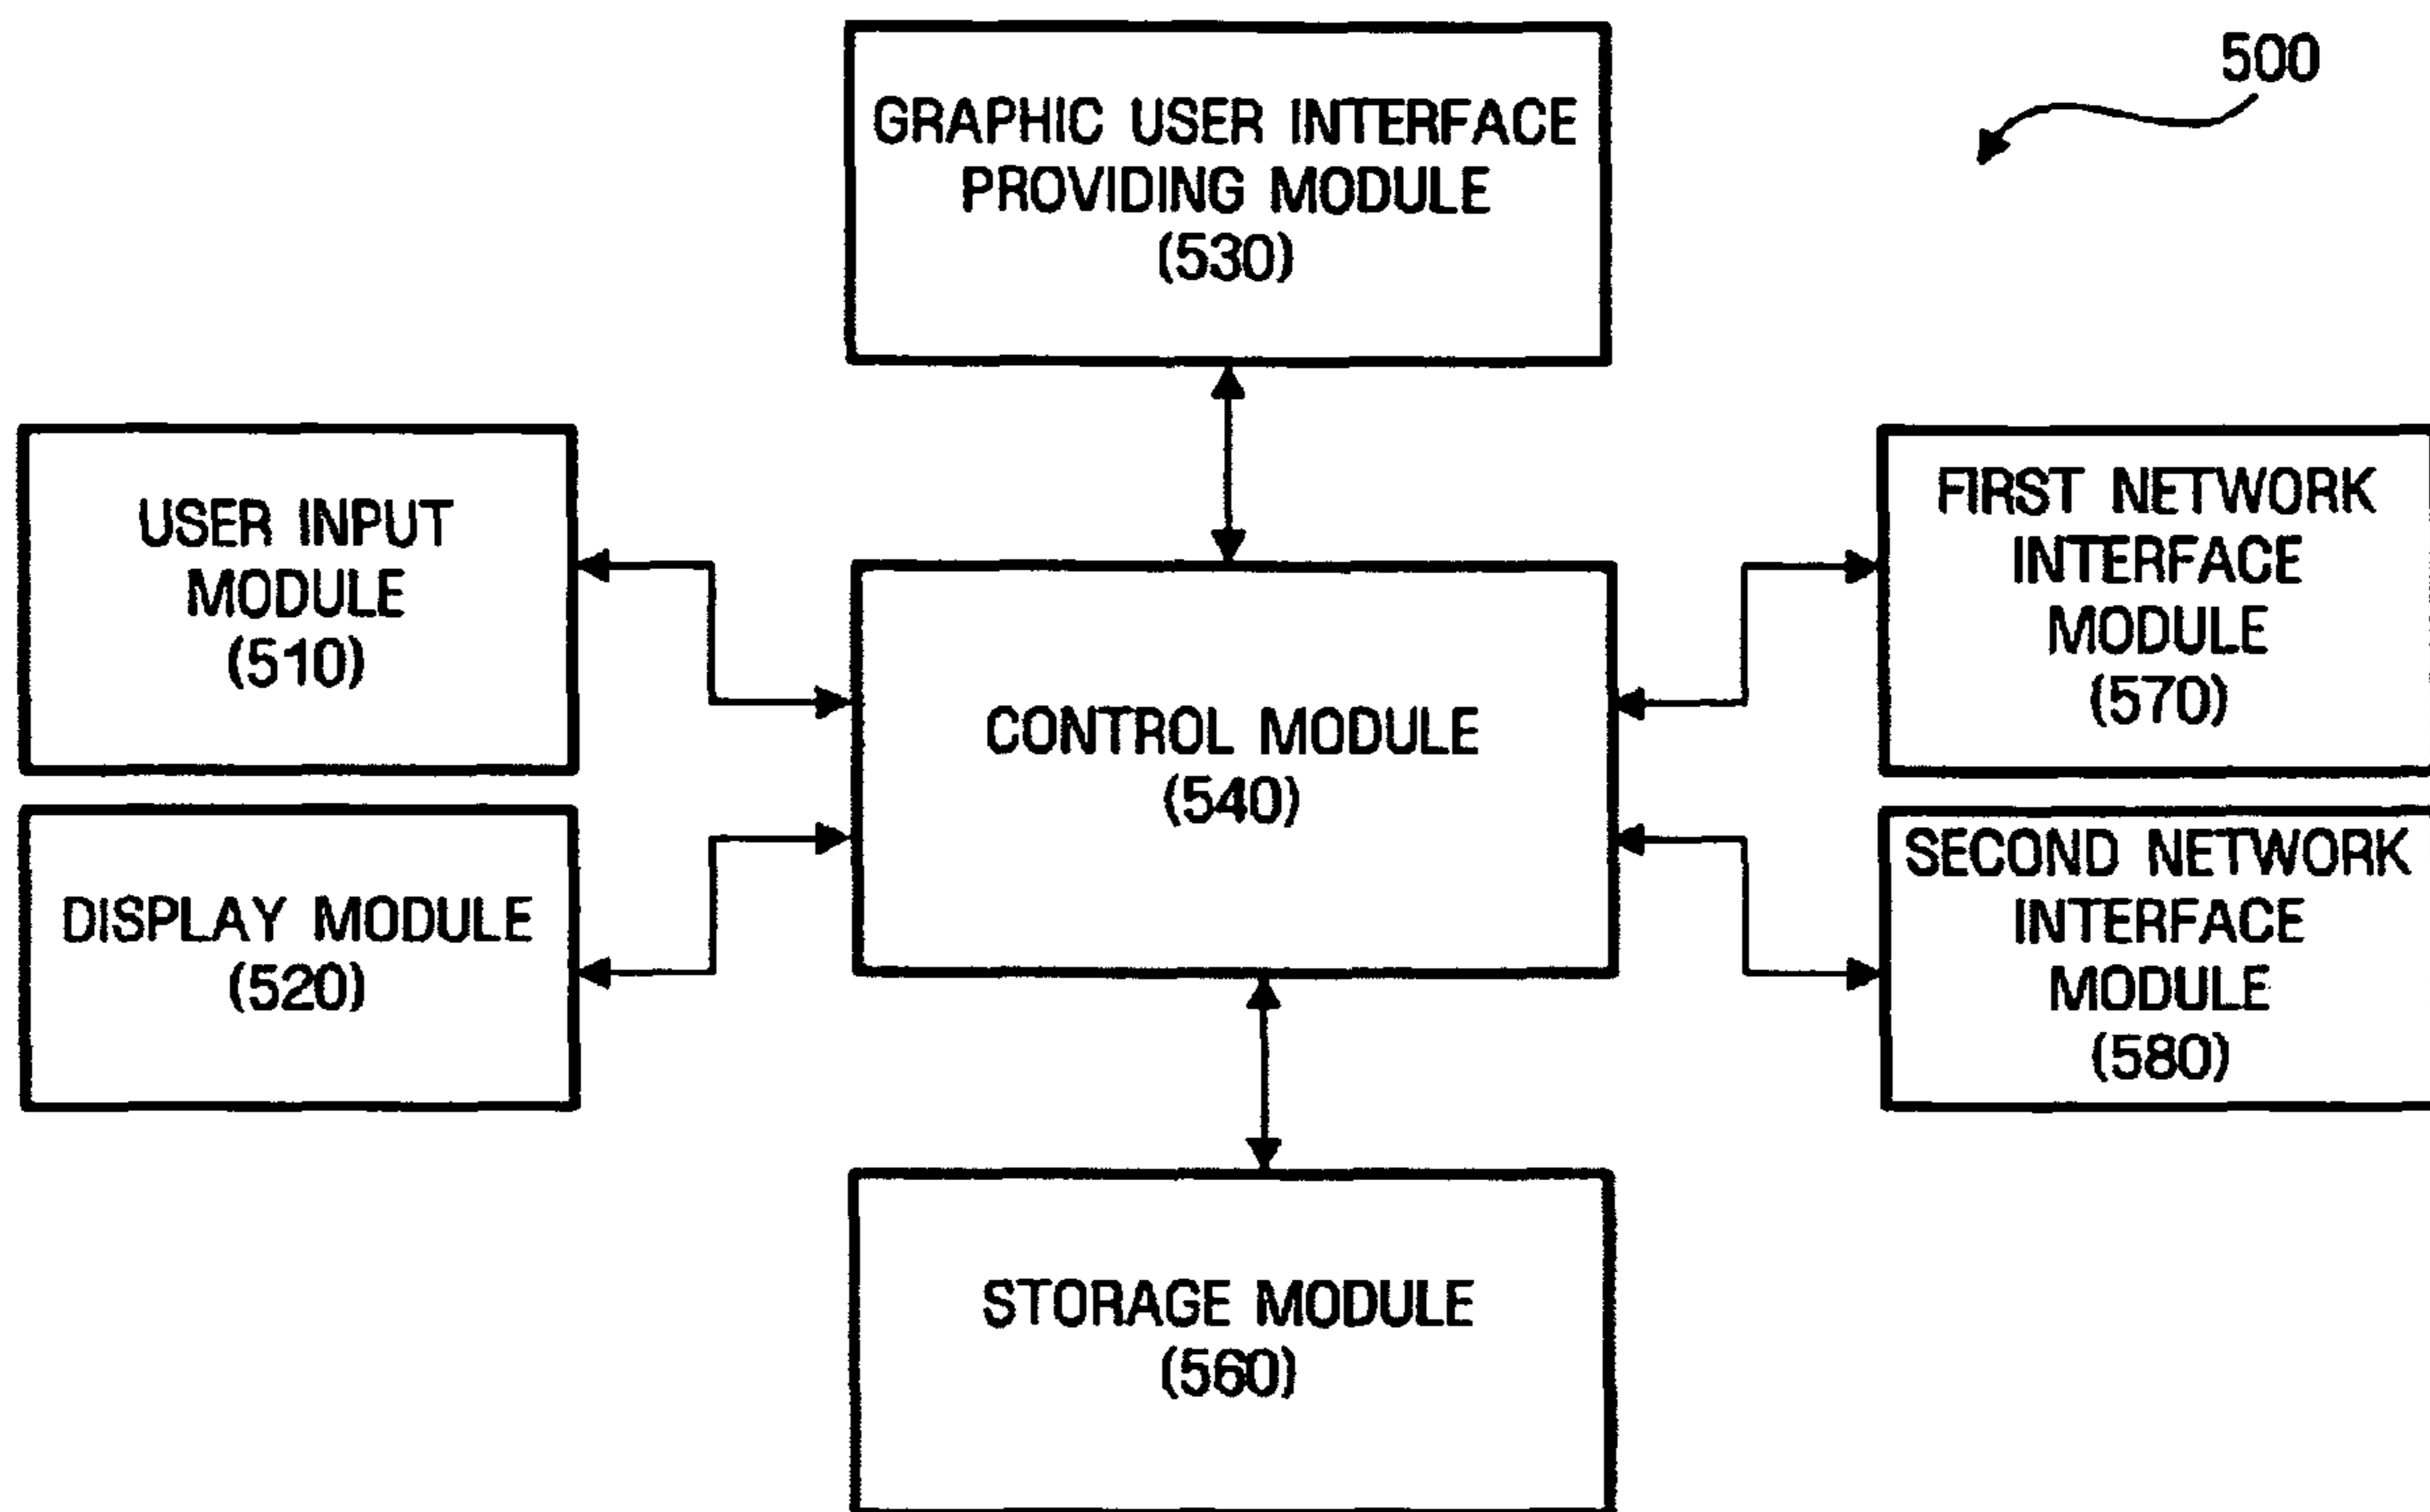 500
GRAPHIC USER INTERFACE
PROVIDING MODULE
(530)
USER INPUT
MODULE
(510)
FIRST NETWORK
INTERFACE
MODULE
(570)
CONTROL MODULE
(540)
DISPLAY MODULE
(520)
SECOND NETWORK
INTERFACE
MODULE
(580)
STORAGE MODULE
(560)